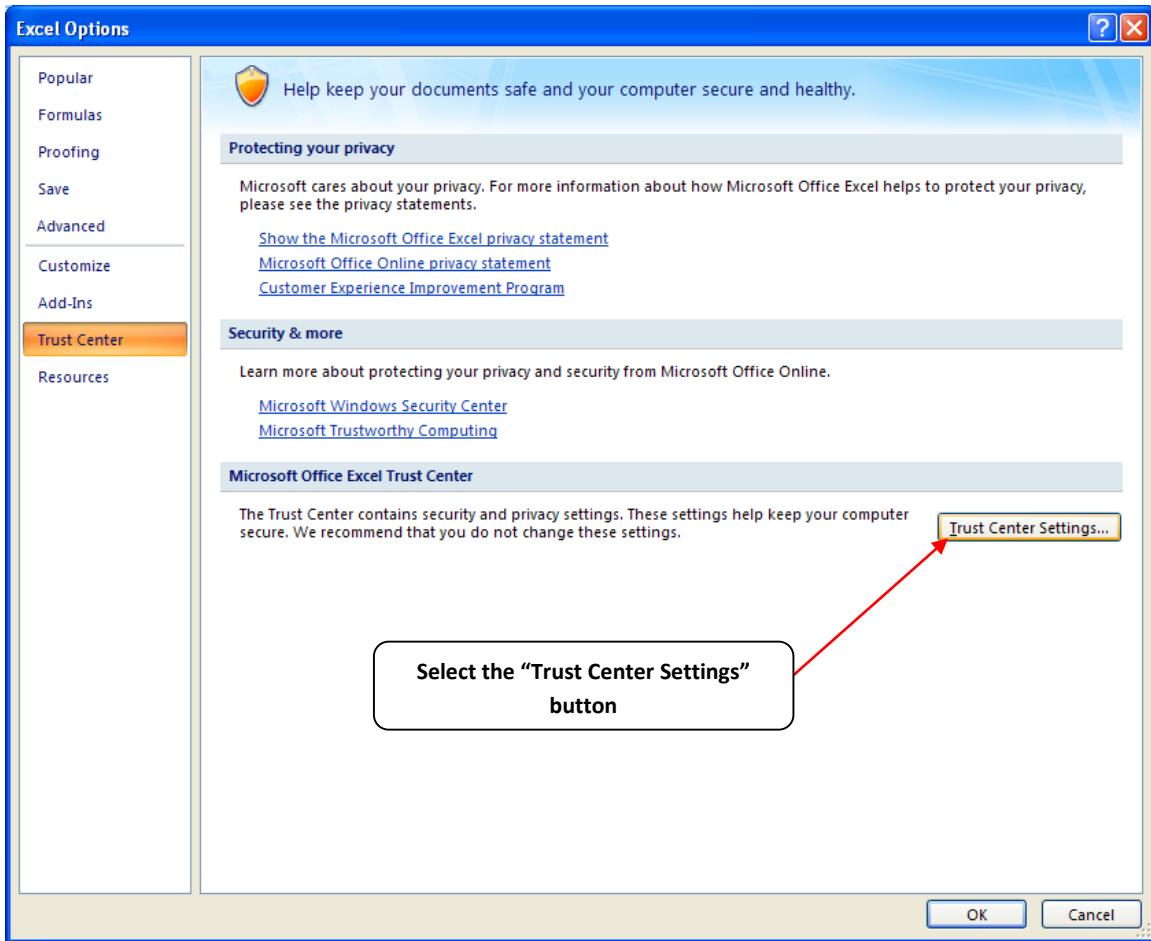 Excel Options
Popular
Formulas
Proofing
Save
Advanced
Customize
Add-Ins
Trust Center
Resources
Help keep your documents safe and your computer secure and healthy.
Protecting your privacy
Microsoft cares about your privacy. For more information about how Microsoft Office Excel helps to protect your privacy,
please see the privacy statements.
Show the Microsoft Office Excel privacy statement
Microsoft Office Online privacy statement
Customer Experience Improvement Program
Security & more
Learn more about protecting your privacy and security from Microsoft Office Online.
Microsoft Windows Security Center
Microsoft Trustworthy Computing
Microsoft Office Excel Trust Center
The Trust Center contains security and privacy settings. These settings help keep your computer
secure. We recommend that you do not change these settings.
Trust Center Settings...
Select the “Trust Center Settings”
button
OK
Cancel